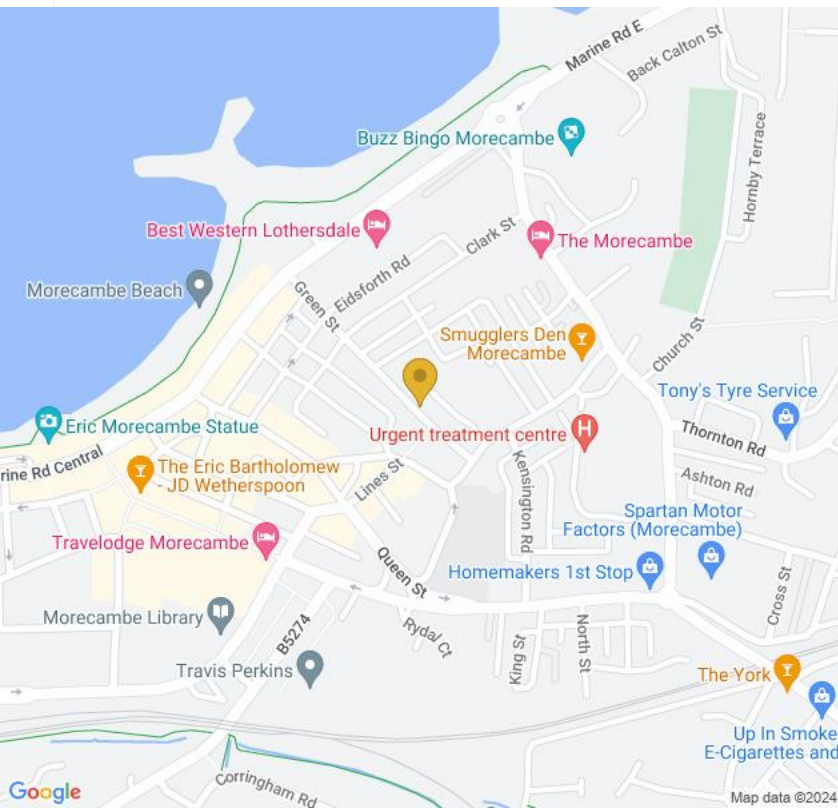 Marine Rd E
Back Calton St
Buzz Bingo Morecambe
Hornby Terrace
Best Western Lothersdale
Clark St
The Morecambe
Eidsforth Rd
Morecambe Beach
Green St
Smugglers Den
Morecambe
Church St
Tony's Tyre Service
Eric Morecambe Statue
Urgent treatment centre
Thornton Rd
rine Rd Central
The Eric Bartholomew
- JD Wetherspoon
Lines St
Kensington Rd
Ashton Rd
Spartan Motor
Factors (Morecambe)
Travelodge Morecambe
Queen St
Homemakers 1st Stop
Cross St
Morecambe Library
B5274
Rydal Ct
King St
North St
Travis Perkins
The York
Up In Smoke
E-Cigarettes and
Corringham Rd
Google
Map data ©2024
H